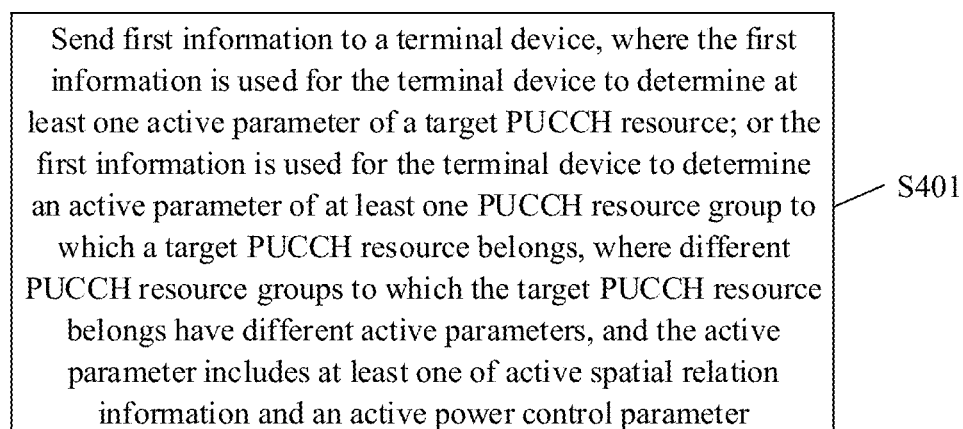 Send first information to a terminal device, where the first
information is used for the terminal device to determine at
least one active parameter of a target PUCCH resource; or the
first information is used for the terminal device to determine
an active parameter of at least one PUCCH resource group to
which a target PUCCH resource belongs, where different
PUCCH resource groups to which the target PUCCH resource
belongs have different active parameters, and the active
parameter includes at least one of active spatial relation
information and an active power control parameter
S401